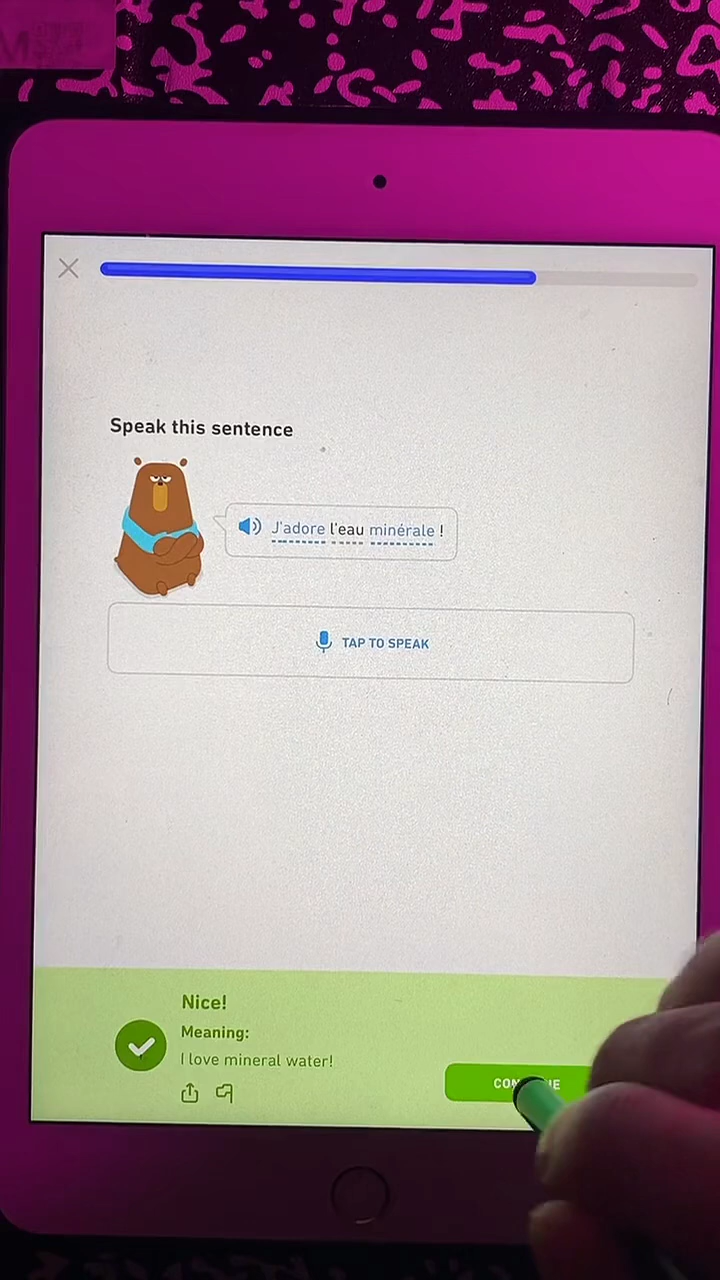 Speak this sentence
J'adore l'eau minérale !
TAP TO SPEAK
Nice!
Meaning:
I love mineral water!